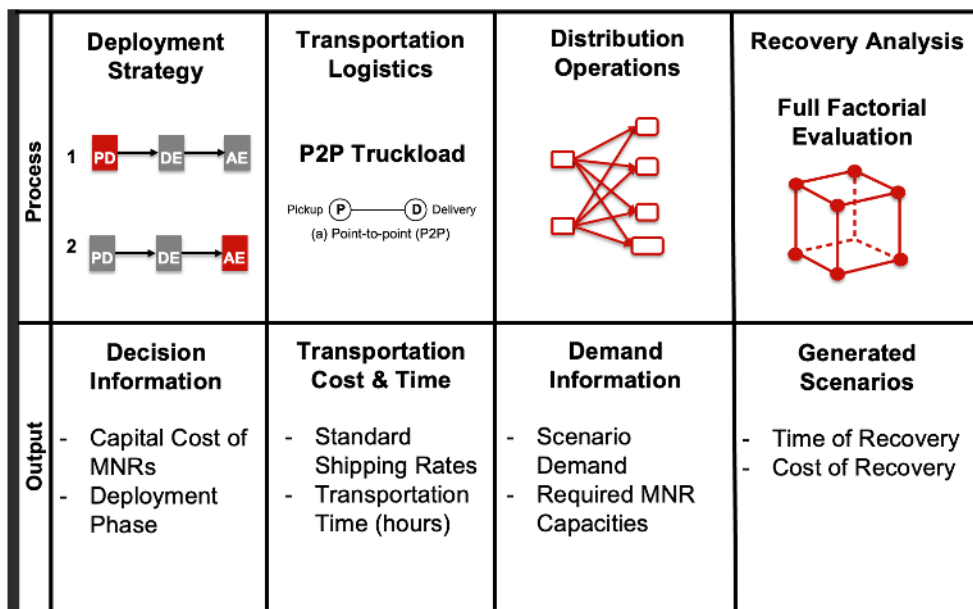 Deployment
Strategy
Transportation
Logistics
Distribution
Operations
Recovery Analysis
Process
1
PD
DE
AE
2
PD
DE
AE
P2P Truckload
Pickup P D Delivery
(a) Point-to-point (P2P)
Full Factorial
Evaluation
Output
Decision
Information
- Capital Cost of
MNRs
- Deployment
Phase
Transportation
Cost & Time
- Standard
Shipping Rates
- Transportation
Time (hours)
Demand
Information
- Scenario
Demand
- Required MNR
Capacities
Generated
Scenarios
- Time of Recovery
- Cost of Recovery